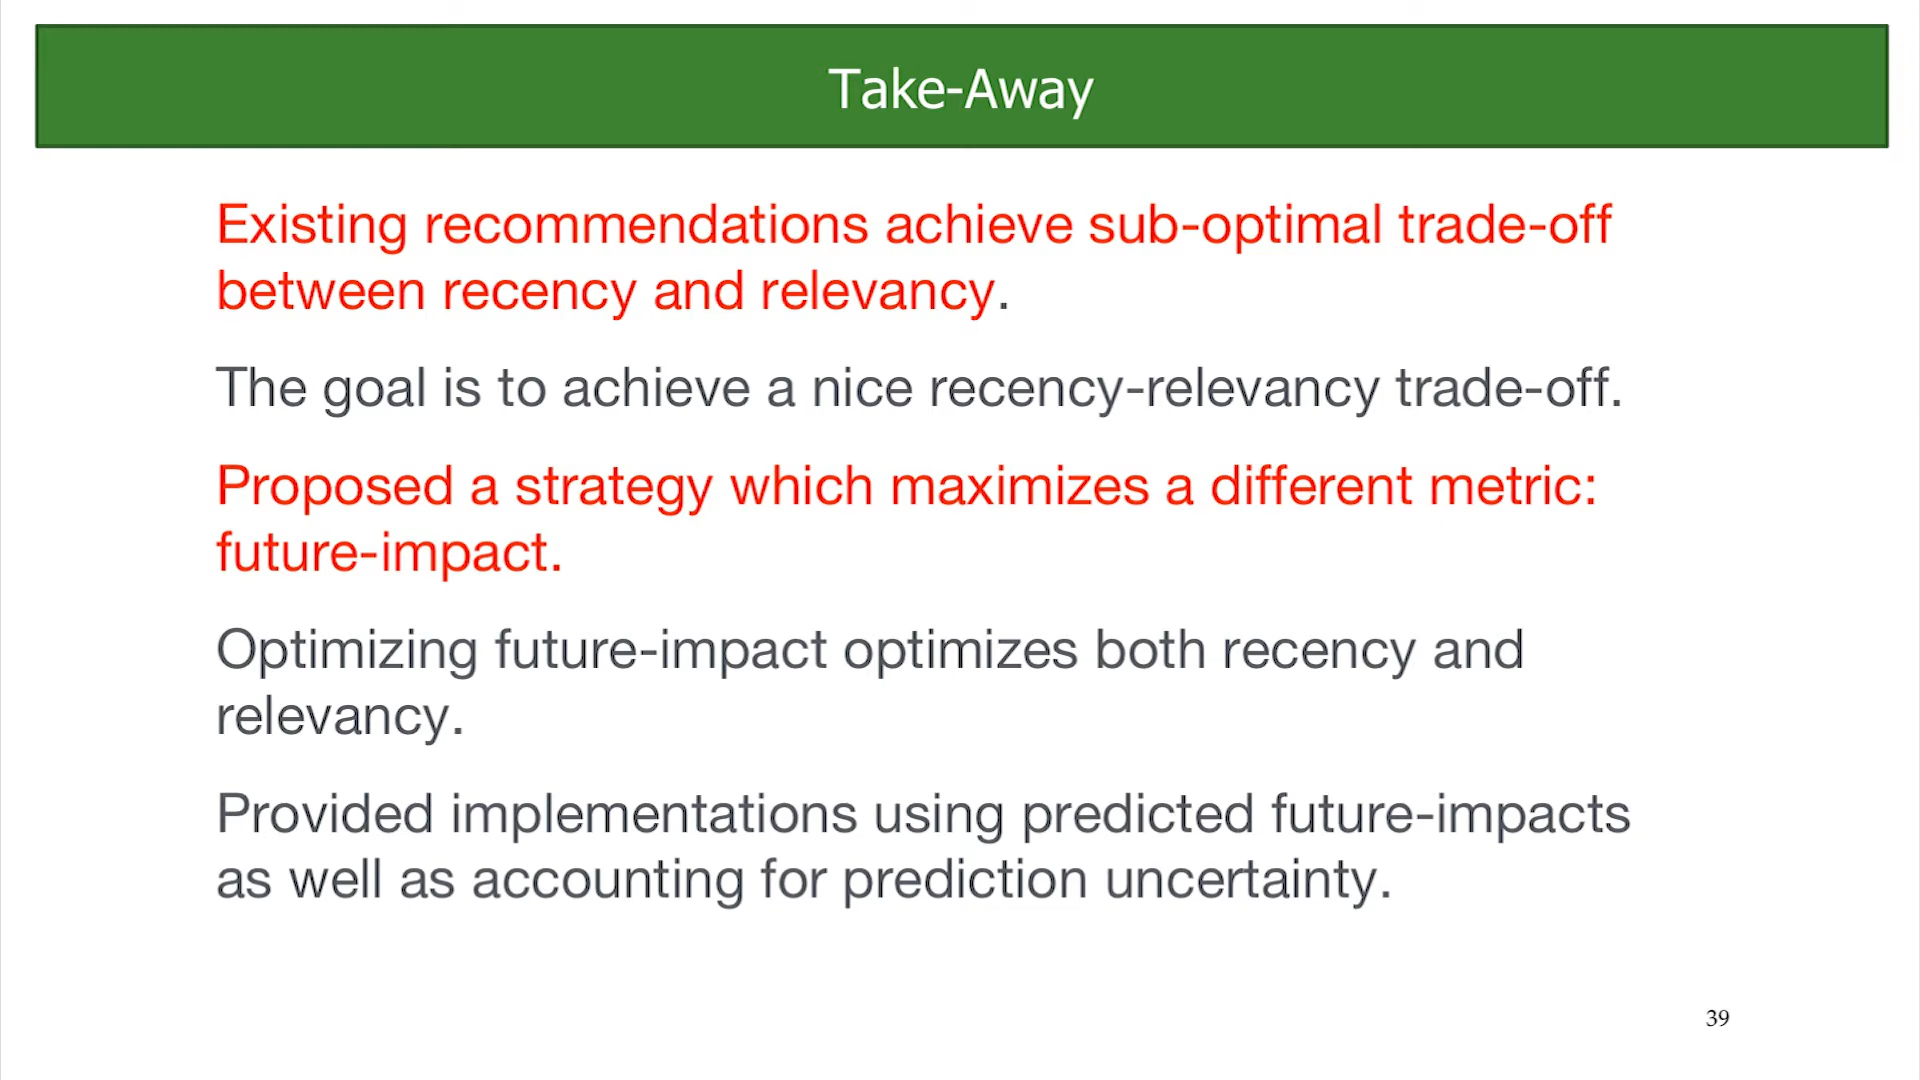 Take-Away
Existing recommendations achieve sub-optimal trade-off
between recency and relevancy.
The goal is to achieve a nice recency-relevancy trade-off.
Proposed a strategy which maximizes a different metric:
future-impact.
Optimizing future-impact optimizes both recency and
relevancy.
Provided implementations using predicted future-impacts
as well as accounting for prediction uncertainty.
39